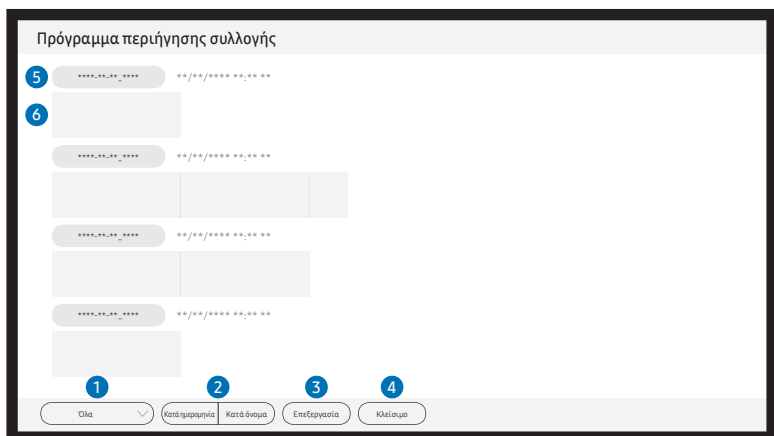 Πρόγραμμα περιήγησης συλλογής
5 ****-**-**_**** **/**/**** **:** **
6
****-**-**_**** **/**/**** **:** **
****-**-**_**** **/**/**** **:** **
****-**-**_**** **/**/**** **:** **
1 2 3 4
Όλα Κατά ημερομηνία Κατά όνομα Επεξεργασία Κλείσιμο